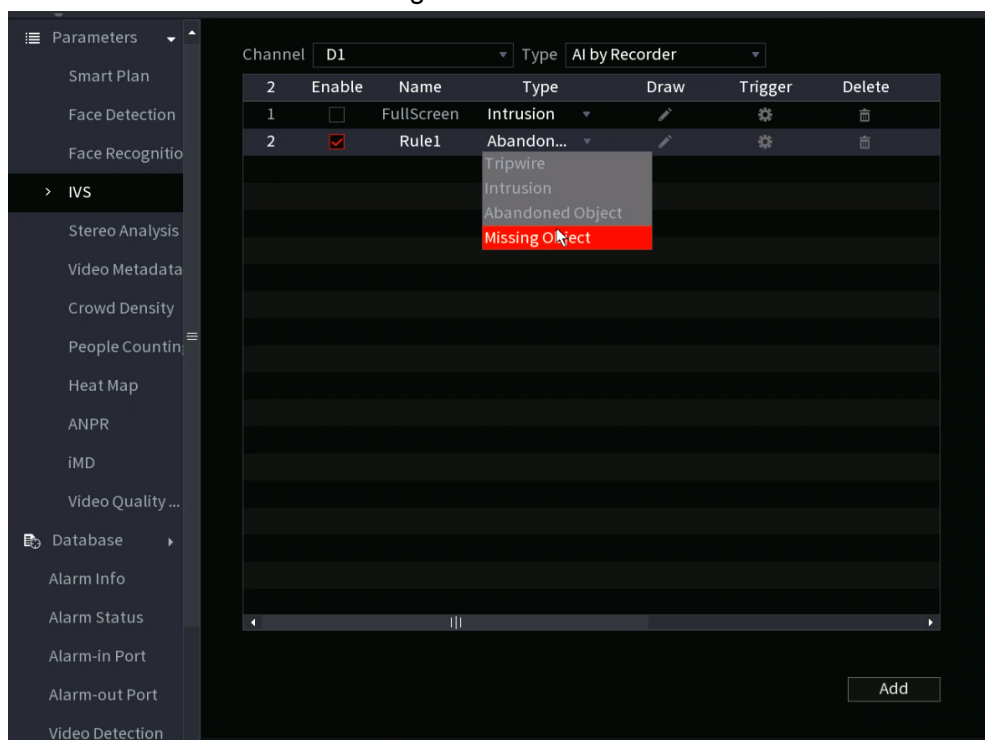 Parameters
Smart Plan
Face Detection
Face Recognitio
IVS
Stereo Analysis
Video Metadata
Crowd Density
People Counting
Heat Map
ANPR
iMD
Video Quality ...
Database
Alarm Info
Alarm Status
Alarm-in Port
Alarm-out Port
Video Detection
Channel D1 Type AI by Recorder
2 Enable Name Type Draw Trigger Delete
1 FullScreen Intrusion
2 Rule1 Abandon...
Tripwire
Intrusion
Abandoned Object
Missing Object
Add